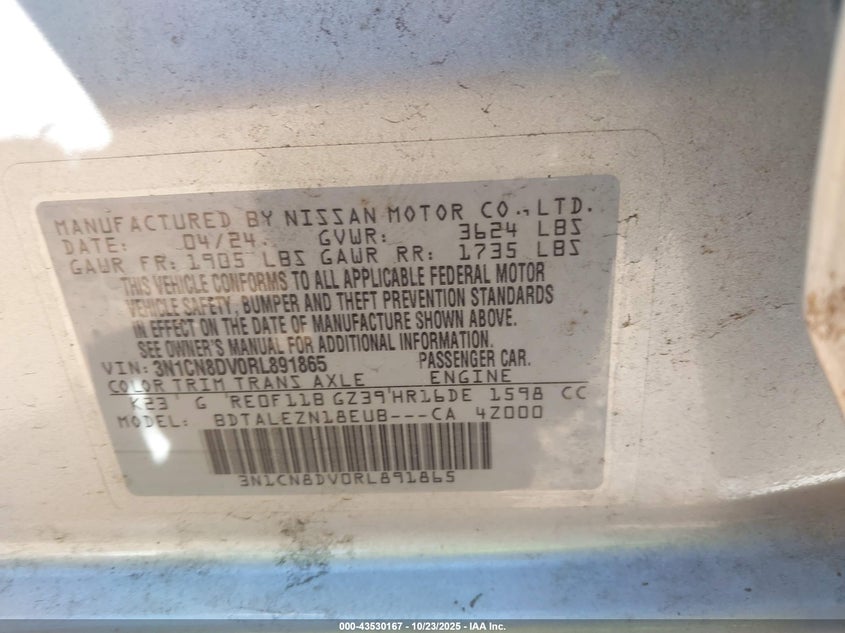 MANUFACTURED BY NISSAN MOTOR CO., LTD.
DATE: 04/24 GVWR: 3624 LBS
GAWR FR: 1905 LBS GAWR RR: 1735 LBS
THIS VEHICLE CONFORMS TO ALL APPLICABLE FEDERAL MOTOR
VEHICLE SAFETY, BUMPER AND THEFT PREVENTION STANDARDS
IN EFFECT ON THE DATE OF MANUFACTURE SHOWN ABOVE.
SEE OWNER'S MANUAL FOR ADDITIONAL INFORMATION.
VIN: 3N1CN8DV0RL891865 PASSENGER CAR.
COLOR TRIM TRANS AXLE ENGINE
K23 G RE0F11B GZ39 HR16DE 1598 CC
MODEL: BDTALEZN18EUB---CA 4Z000
3N1CN8DV0RL891865
000-43530167 - 10/23/2025 - IAA Inc.